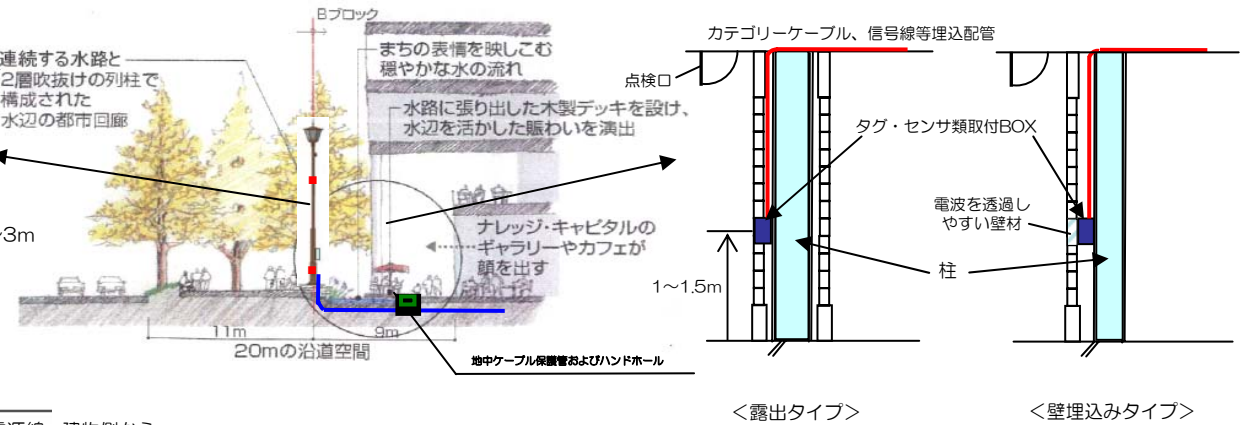 Bブロック
連続する水路と
2層吹抜けの列柱で
構成された
水辺の都市回廊
まちの表情を映しこむ
穏やかな水の流れ
水路に張り出した木製デッキを設け、
水辺を活かした賑わいを演出
ナレッジ・キャピタルの
ギャラリーやカフェが
顔を出す
3m
11m
9m
20mの沿道空間
地中ケーブル保護管およびハンドホール
カテゴリーケーブル、信号線等埋込配管
点検口
タグ・センサ類取付BOX
電波を透過し
やすい壁材
柱
1～1.5m
＜露出タイプ＞
＜壁埋込みタイプ＞